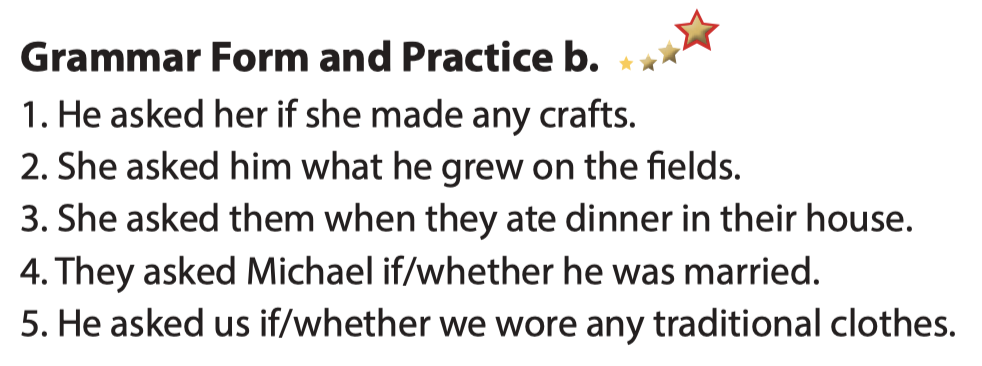 Grammar Form and Practice b.
1. He asked her if she made any crafts.
2. She asked him what he grew on the fields.
3. She asked them when they ate dinner in their house.
4. They asked Michael if/whether he was married.
5. He asked us if/whether we wore any traditional clothes.